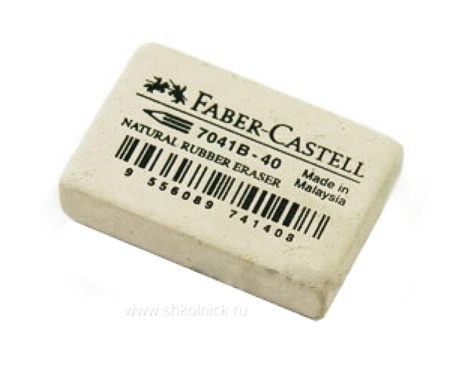 FABER-CASTELL
7041B-40
NATURAL RUBBER ERASER
Made in
Malaysia
9 556089 741408
www.shkolnick.ru